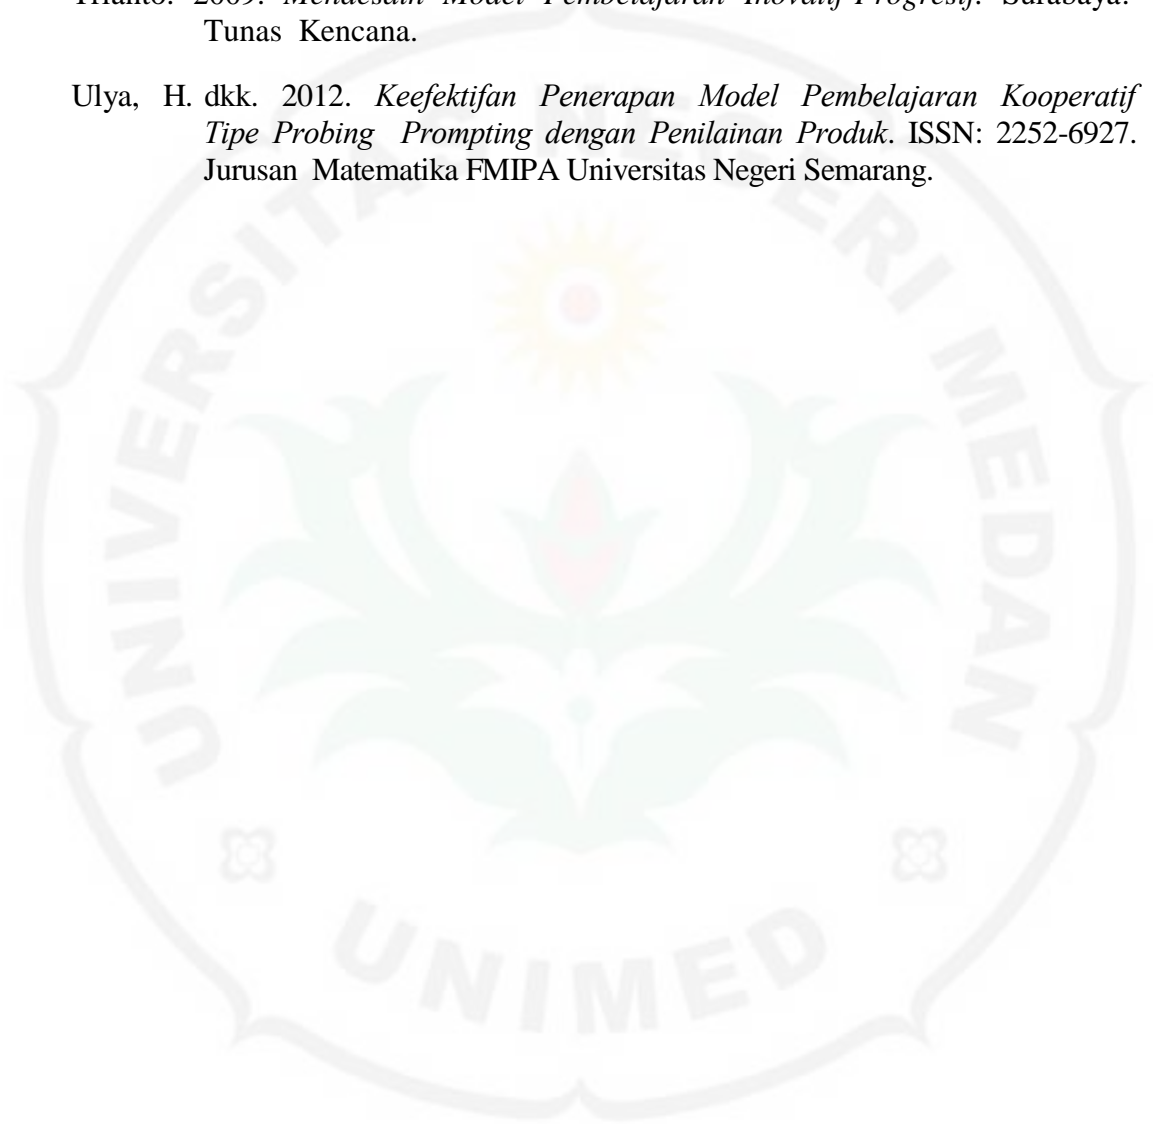 Trianto. 2009. Mendesain Model Pembelajaran Inovatif-Progresif. Surabaya:
Tunas Kencana.
Ulya, H. dkk. 2012. Keefektifan Penerapan Model Pembelajaran Kooperatif
Tipe Probing Prompting dengan Penilainan Produk. ISSN: 2252-6927.
Jurusan Matematika FMIPA Universitas Negeri Semarang.
UNIVERSITAS NEGERI MEDAN
UNIMED